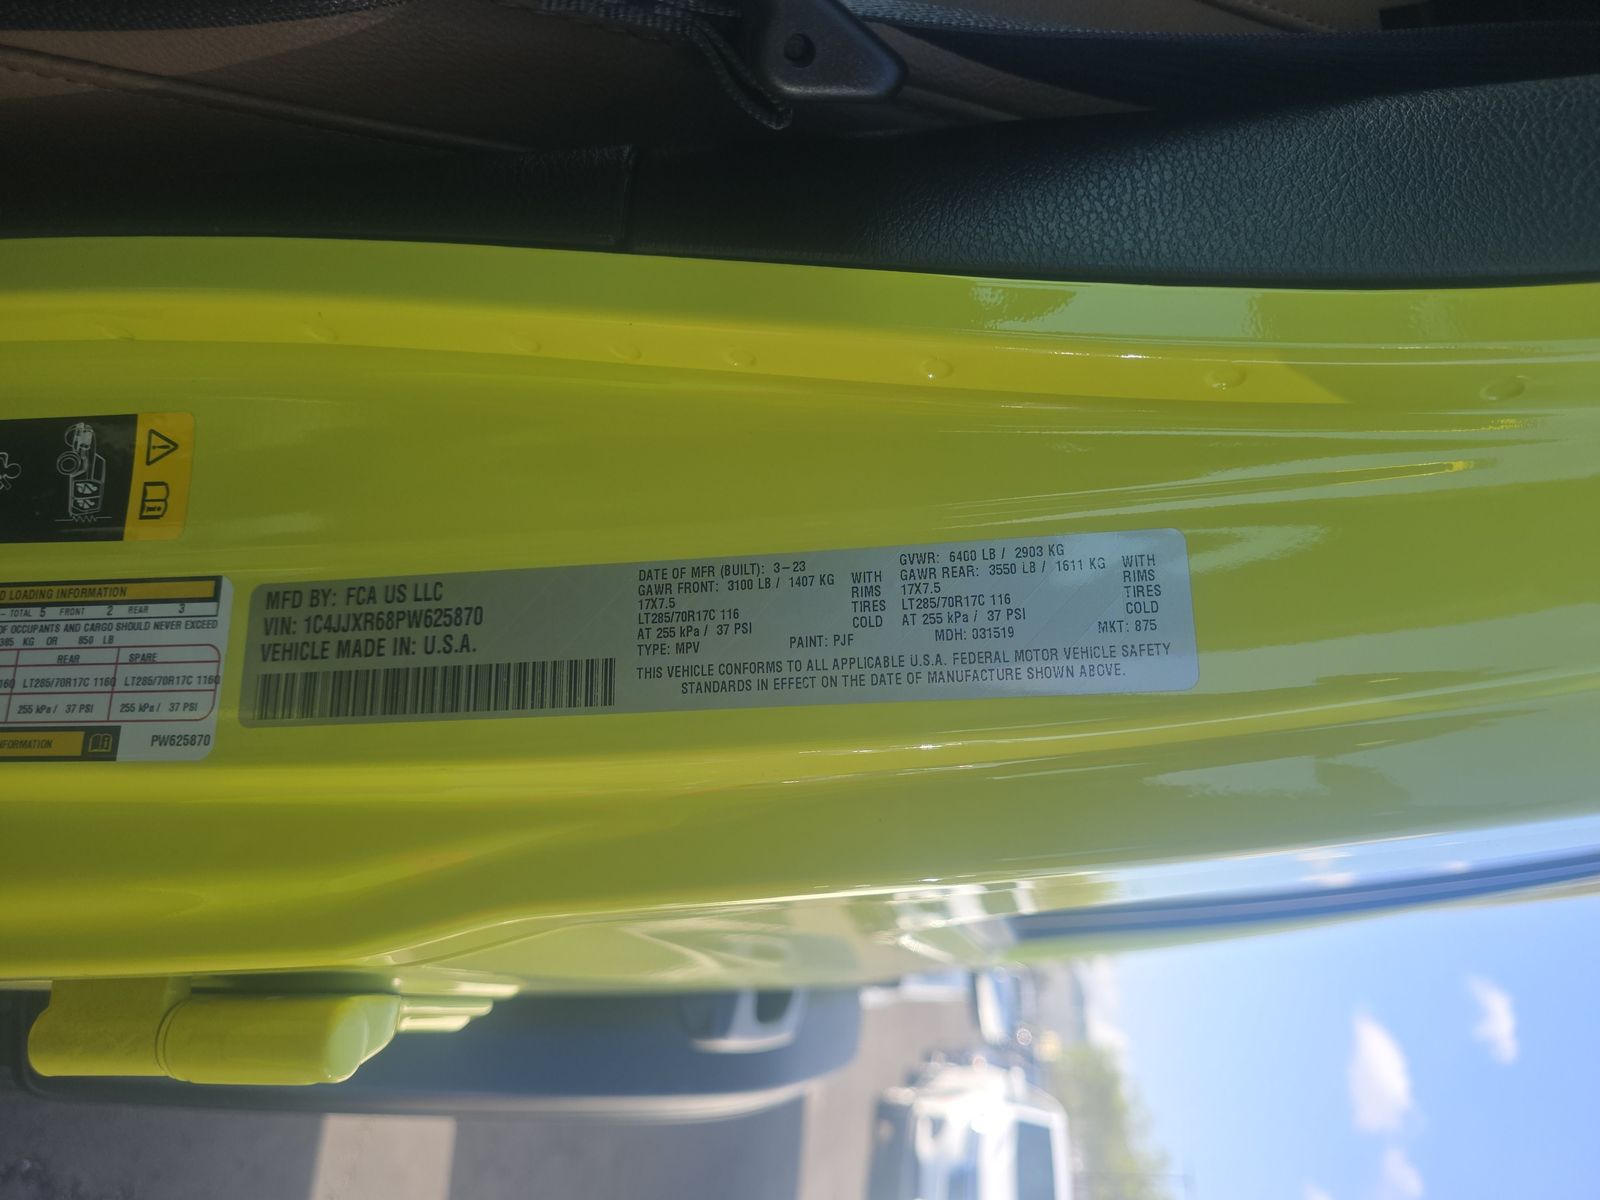 MFD BY: FCA US LLC
VIN: 1C4JJXR68PW625870
VEHICLE MADE IN: U.S.A.
DATE OF MFR (BUILT): 3-23
GAWR FRONT: 3100 LB / 1407 KG WITH
17X7.5 RIMS
LT285/70R17C 116 TIRES
AT 255 kPa / 37 PSI COLD
TYPE: MPV PAINT: PJF
GVWR: 6400 LB / 2903 KG
GAWR REAR: 3550 LB / 1611 KG WITH
17X7.5 RIMS
LT285/70R17C 116 TIRES
AT 255 kPa / 37 PSI COLD
MDH: 031519 MKT: 875
THIS VEHICLE CONFORMS TO ALL APPLICABLE U.S.A. FEDERAL MOTOR VEHICLE SAFETY
STANDARDS IN EFFECT ON THE DATE OF MANUFACTURE SHOWN ABOVE.
LOADING INFORMATION
TOTAL 5 FRONT 2 REAR 3
OF OCCUPANTS AND CARGO SHOULD NEVER EXCEED
385 KG OR 850 LB
REAR SPARE
LT285/70R17C 116Q LT285/70R17C 116Q
255 kPa / 37 PSI 255 kPa / 37 PSI
PW625870